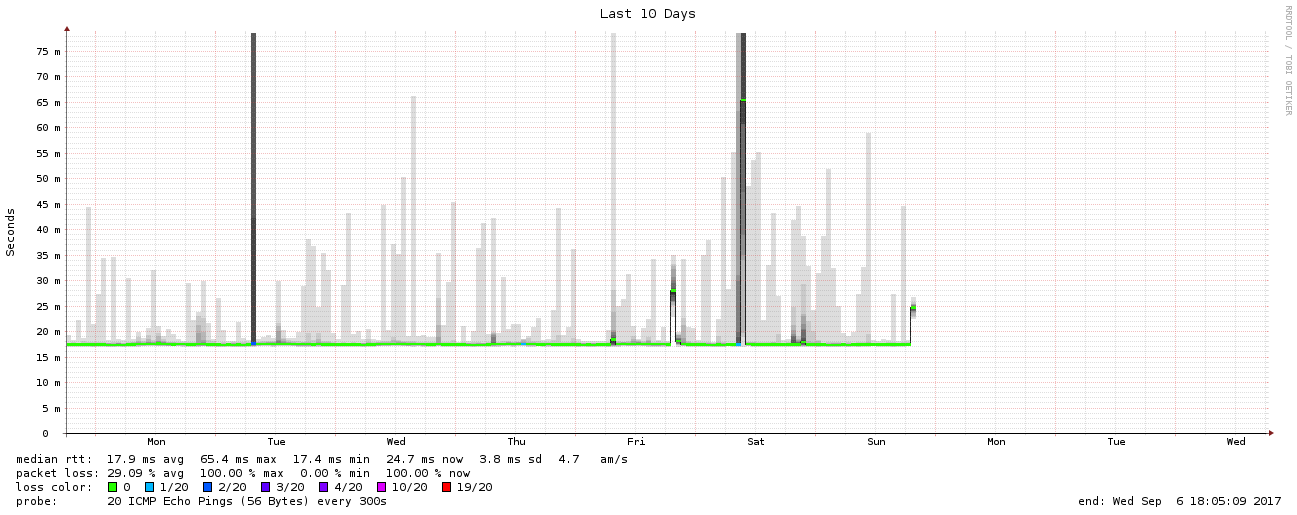 Last 10 Days
RRDTOOL / TOBI OETIKER
Seconds
75 m
70 m
65 m
60 m
55 m
50 m
45 m
40 m
35 m
30 m
25 m
20 m
15 m
10 m
5 m
0
Mon Tue Wed Thu Fri Sat Sun Mon Tue Wed
median rtt: 17.9 ms avg 65.4 ms max 17.4 ms min 24.7 ms now 3.8 ms sd 4.7 am/s
packet loss: 29.09 % avg 100.00 % max 0.00 % min 100.00 % now
loss color: 0 1/20 2/20 3/20 4/20 10/20 19/20
probe: 20 ICMP Echo Pings (56 Bytes) every 300s end: Wed Sep 6 18:05:09 2017